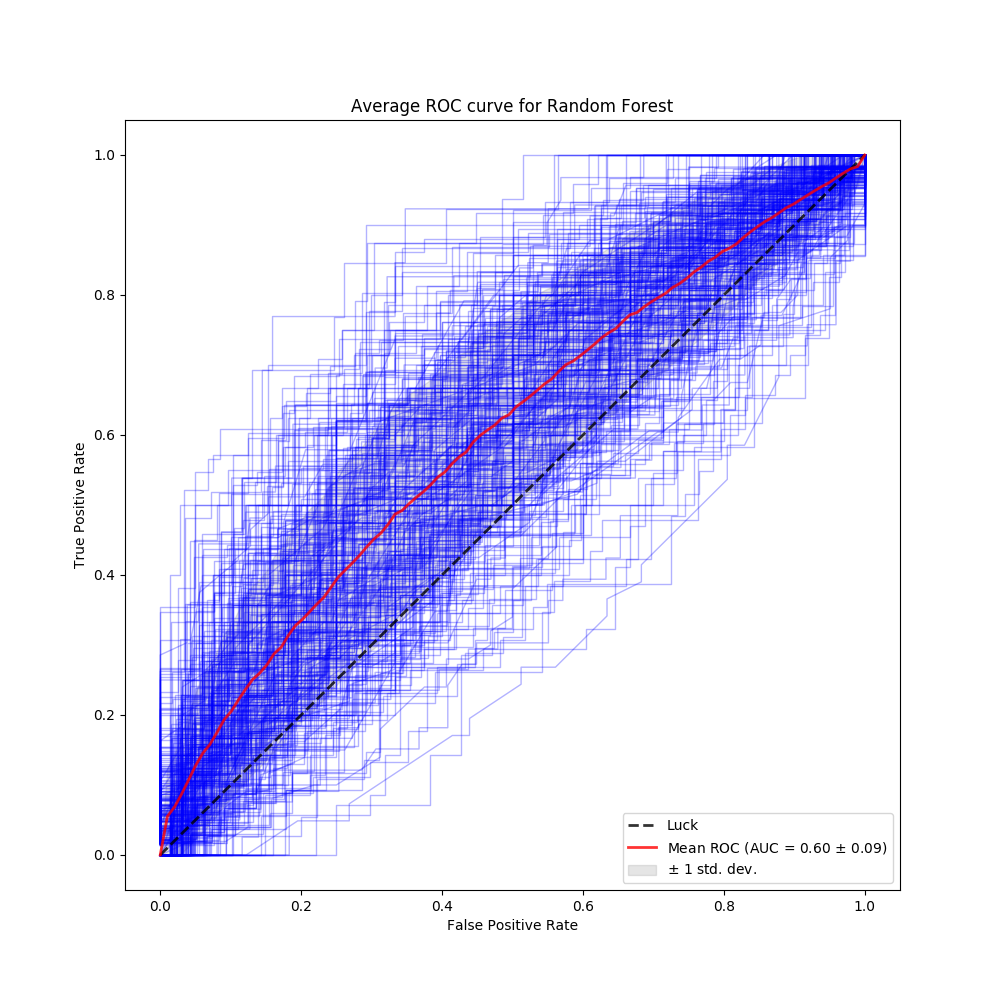 Average ROC curve for Random Forest
1.0
0.8
0.6
0.4
0.2
0.0
True Positive Rate
0.0 0.2 0.4 0.6 0.8 1.0
False Positive Rate
Luck
Mean ROC (AUC = 0.60 ± 0.09)
± 1 std. dev.